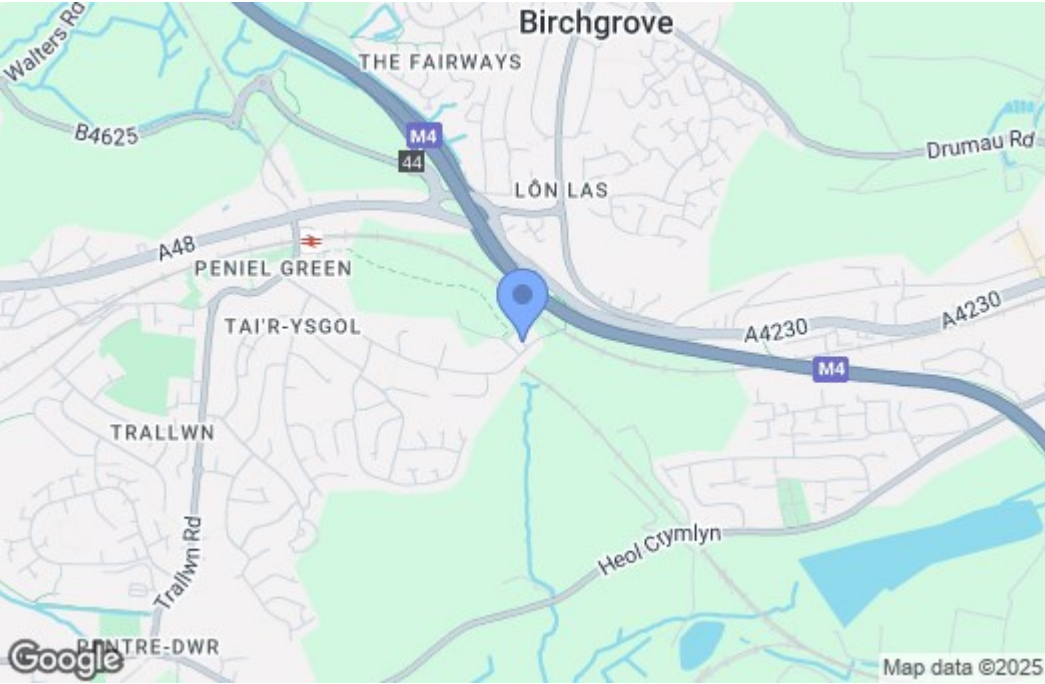 Birchgrove
Walters Rd
THE FAIRWAYS
B4625
M4
44
Drumau Rd
LÔN LAS
A48
PENIEL GREEN
TAI'R-YSGOL
A4230
A4230
M4
TRALLWN
Trallwn Rd
Heol Crymlyn
PENTRE-DWR
Google
Map data ©2025